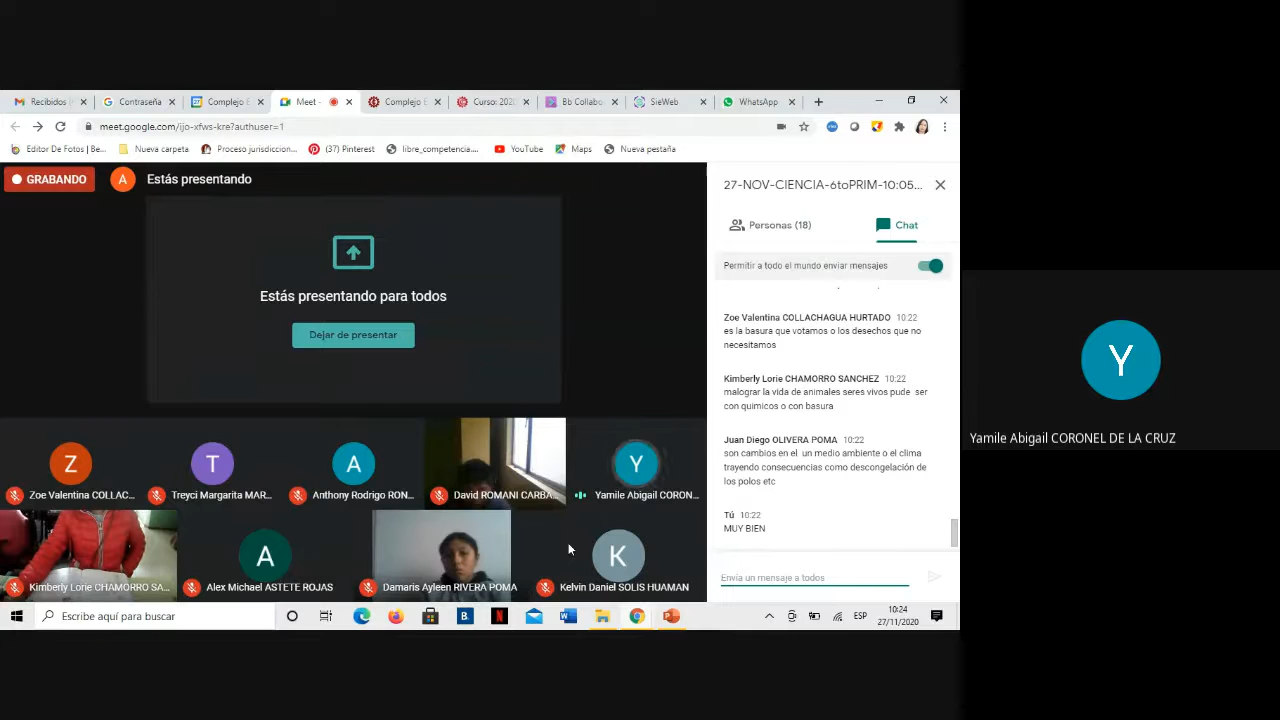 Recibidos
Contraseña
Complejo E
Meet -
Complejo E
Curso: 202
Bb Collabo
SieWeb
WhatsApp
meet.google.com/ijo-xfws-kre?authuser=1
Editor De Fotos | Be...
Nueva carpeta
Proceso jurisdiccion...
(37) Pinterest
libre_competencia....
YouTube
Maps
Nueva pestaña
GRABANDO
A
Estás presentando
Estás presentando para todos
Dejar de presentar
27-NOV-CIENCIA-6toPRIM-10:05...
Personas (18)
Chat
Permitir a todo el mundo enviar mensajes
Zoe Valentina COLLACHAGUA HURTADO 10:22
es la basura que votamos o los desechos que no
necesitamos
Kimberly Lorie CHAMORRO SANCHEZ 10:22
malograr la vida de animales seres vivos pude ser
con quimicos o con basura
Juan Diego OLIVERA POMA 10:22
son cambios en el un medio ambiente o el clima
trayendo consecuencias como descongelación de
los polos etc
Tú 10:22
MUY BIEN
Envía un mensaje a todos
Z
Zoe Valentina COLLAC...
T
Treyci Margarita MAR...
A
Anthony Rodrigo RON...
David ROMANI CARBA...
Y
Yamile Abigail CORON...
Kimberly Lorie CHAMORRO SA...
A
Alex Michael ASTETE ROJAS
Damaris Ayleen RIVERA POMA
K
Kelvin Daniel SOLIS HUAMAN
Y
Yamile Abigail CORONEL DE LA CRUZ
Escribe aquí para buscar
B.
N
ESP
10:24
27/11/2020